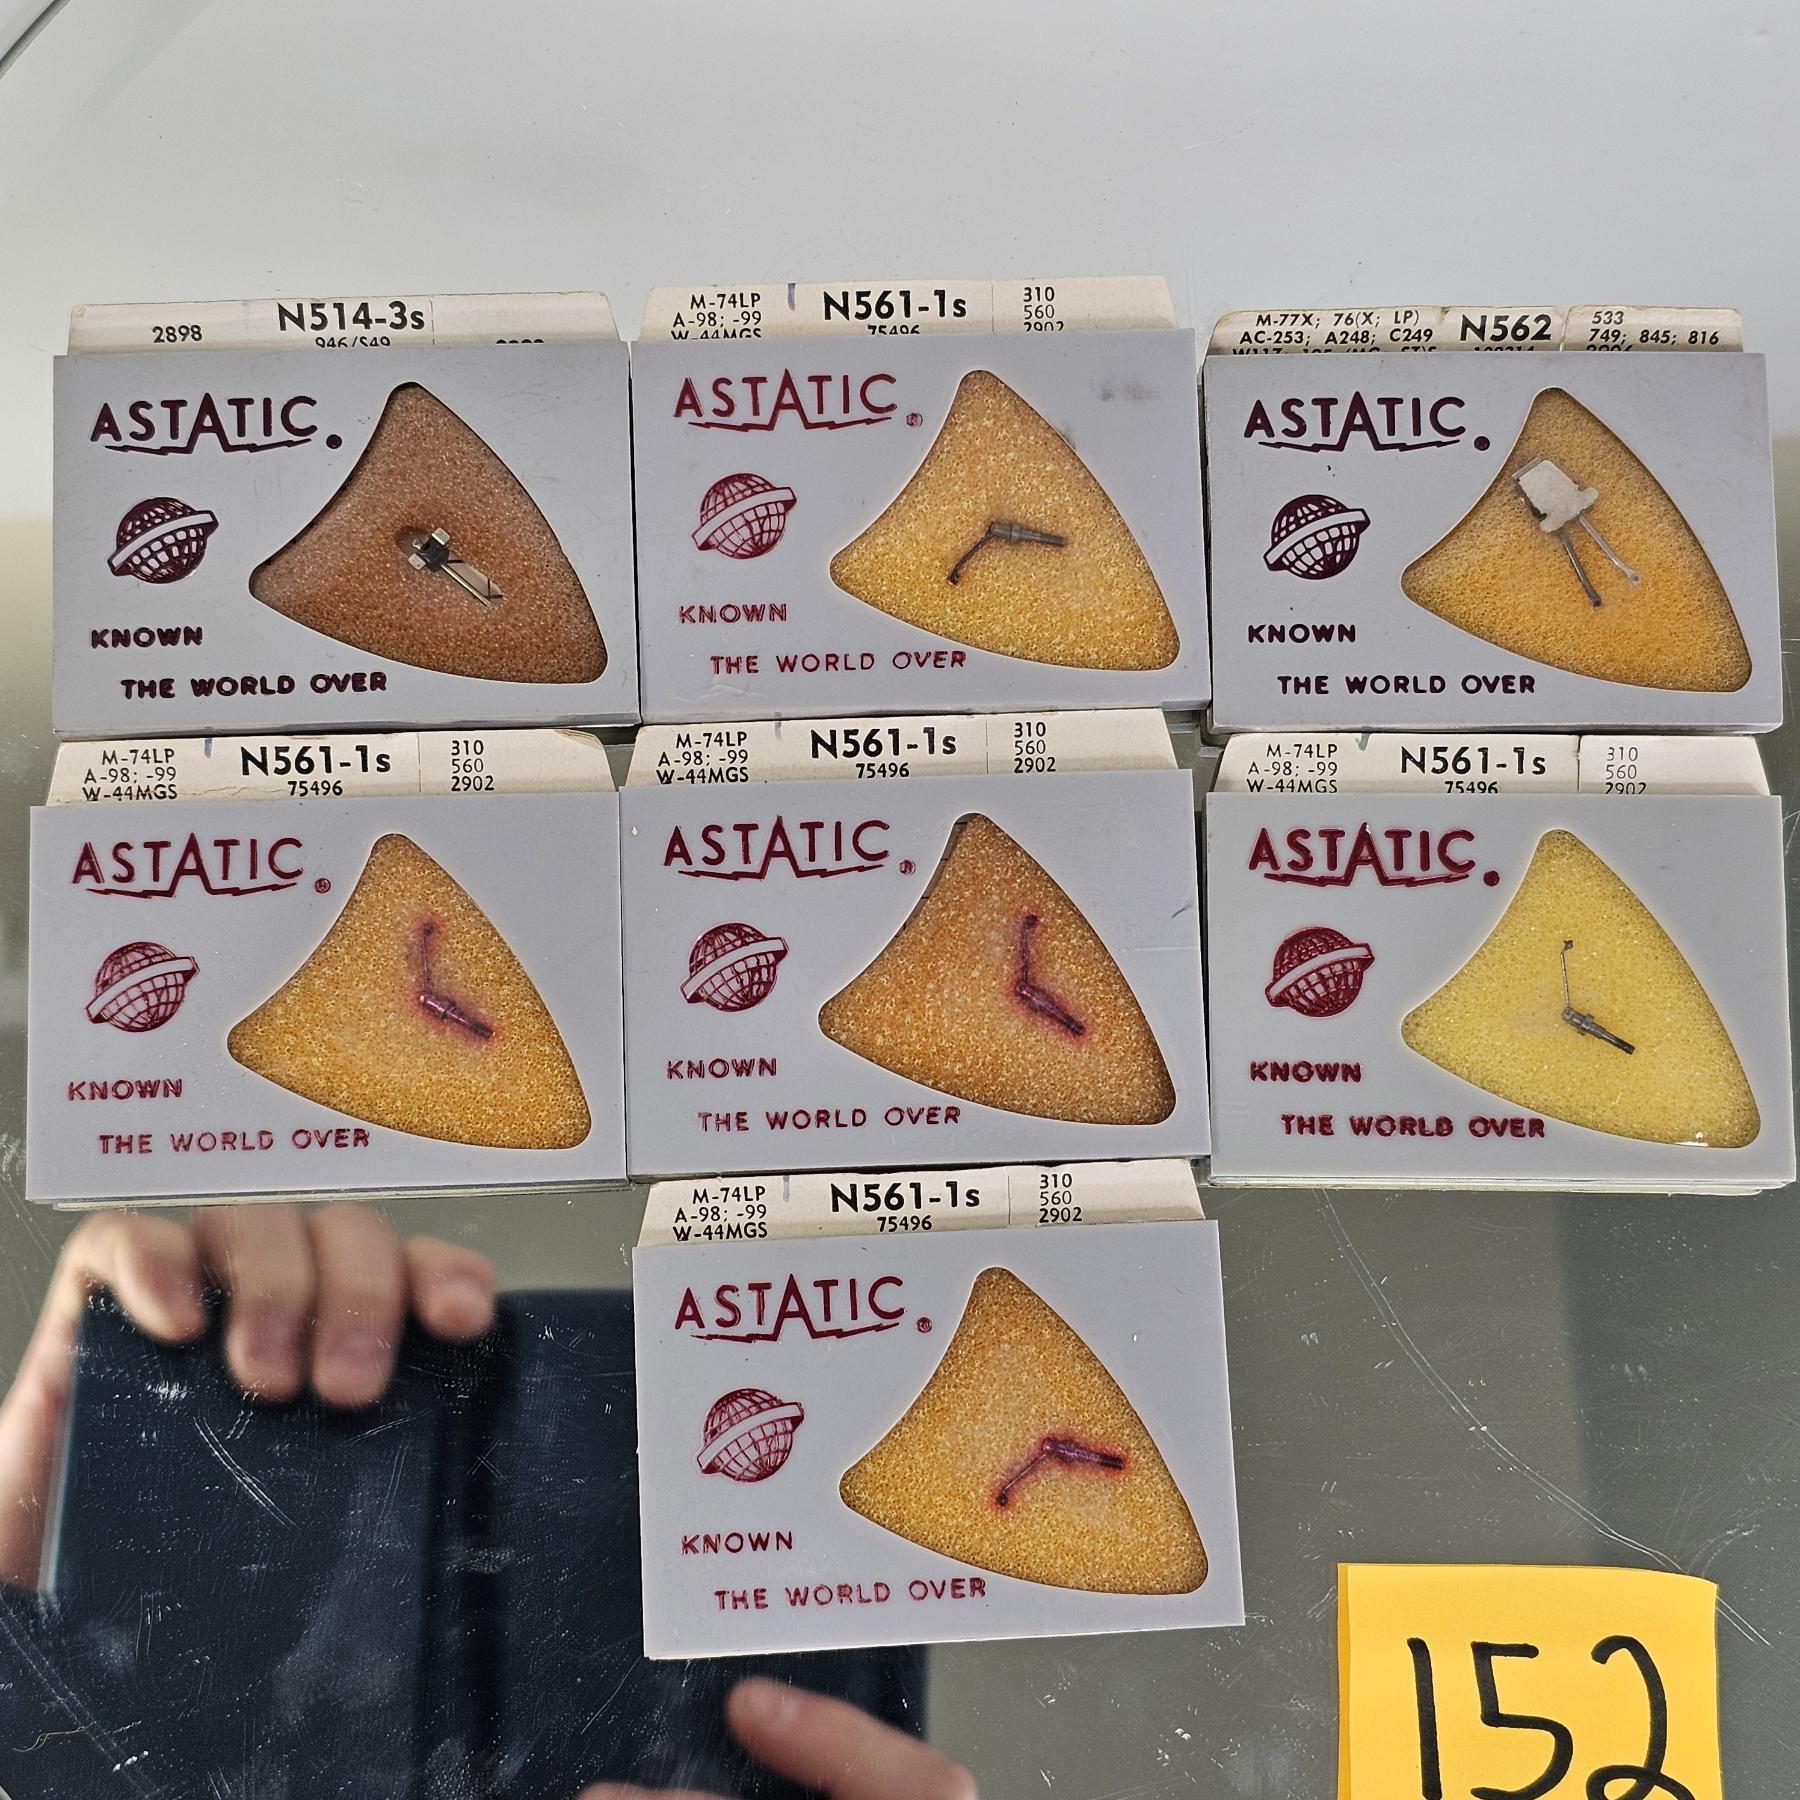 2898
N514-3s
946/S49
ASTATIC
KNOWN
THE WORLD OVER
M-74LP
A-98; -99
W-44MGS
N561-1s
75496
310
560
2902
ASTATIC®
KNOWN
THE WORLD OVER
M-77X; 76(X; LP)
AC-253; A248; C249
N562
533
749; 845; 816
ASTATIC
KNOWN
THE WORLD OVER
M-74LP
A-98; -99
W-44MGS
N561-1s
75496
310
560
2902
ASTATIC®
KNOWN
THE WORLD OVER
M-74LP
A-98; -99
W-44MGS
N561-1s
75496
310
560
2902
ASTATIC®
KNOWN
THE WORLD OVER
M-74LP
A-98; -99
W-44MGS
N561-1s
75496
310
560
2902
ASTATIC
KNOWN
THE WORLD OVER
M-74LP
A-98; -99
W-44MGS
N561-1s
75496
310
560
2902
ASTATIC®
KNOWN
THE WORLD OVER
152